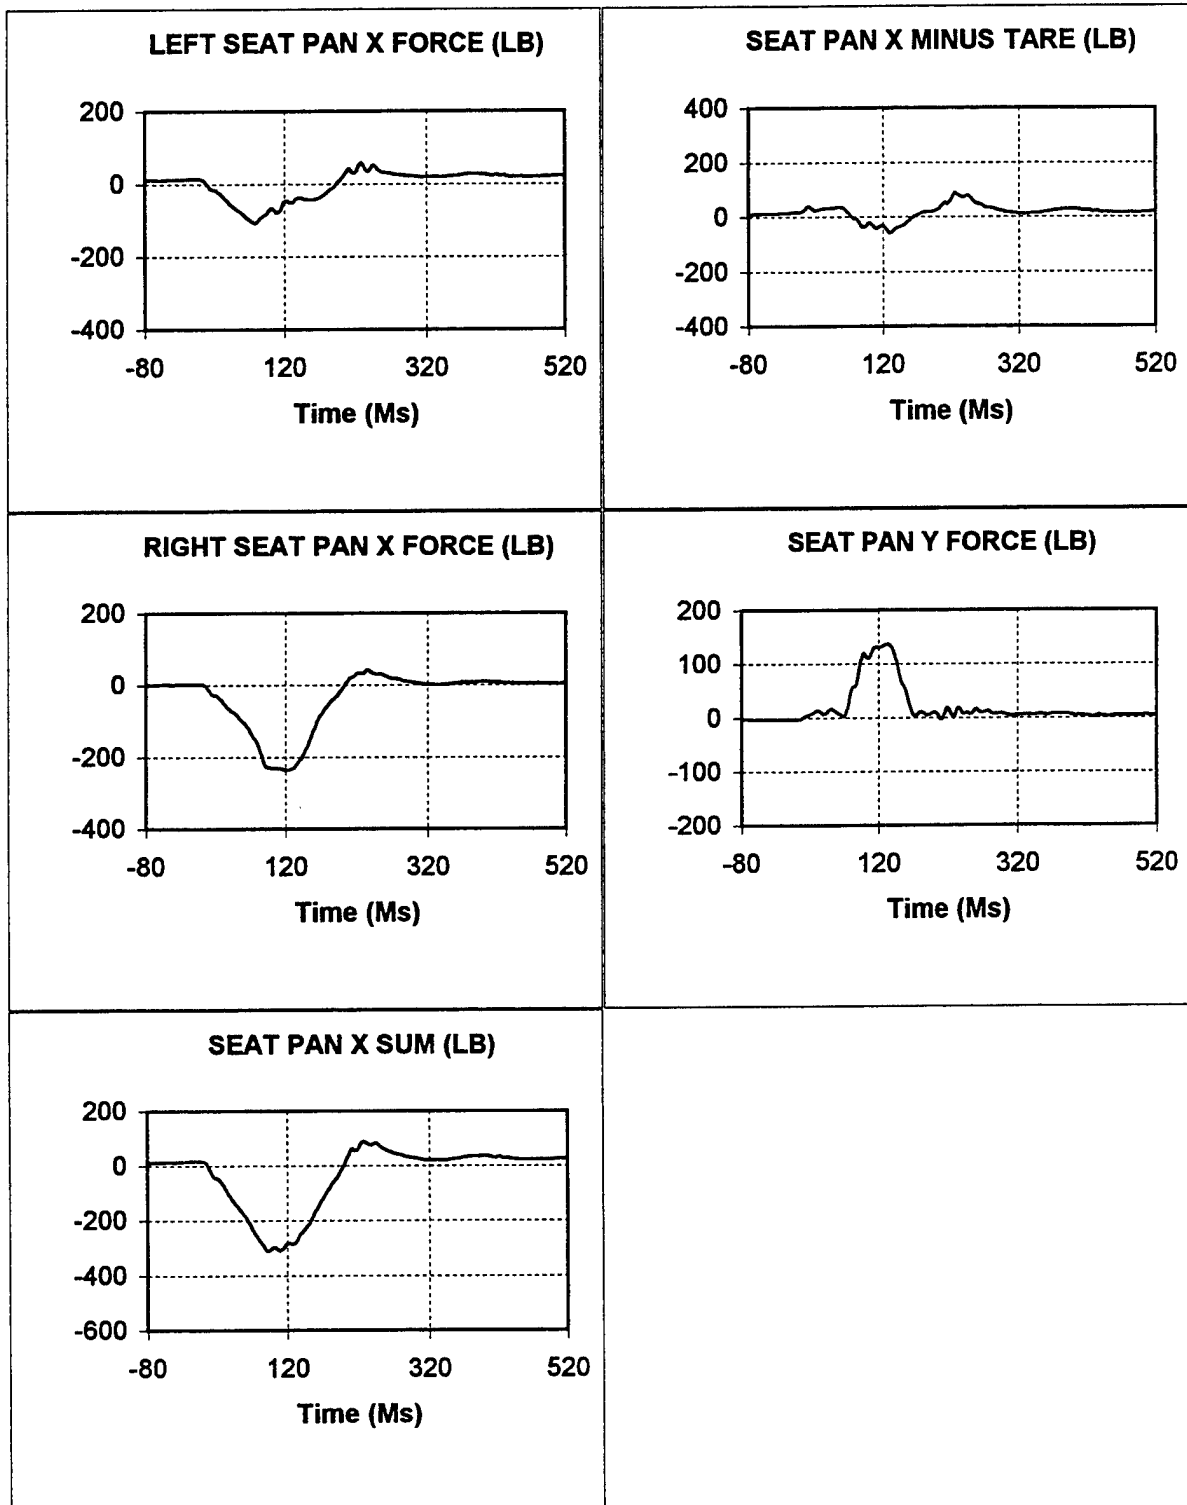 LEFT SEAT PAN X FORCE (LB)
200
0
-200
-400
-80 120 320 520
Time (Ms)
SEAT PAN X MINUS TARE (LB)
400
200
0
-200
-400
-80 120 320 520
Time (Ms)
RIGHT SEAT PAN X FORCE (LB)
200
0
-200
-400
-80 120 320 520
Time (Ms)
SEAT PAN Y FORCE (LB)
200
100
0
-100
-200
-80 120 320 520
Time (Ms)
SEAT PAN X SUM (LB)
200
0
-200
-400
-600
-80 120 320 520
Time (Ms)